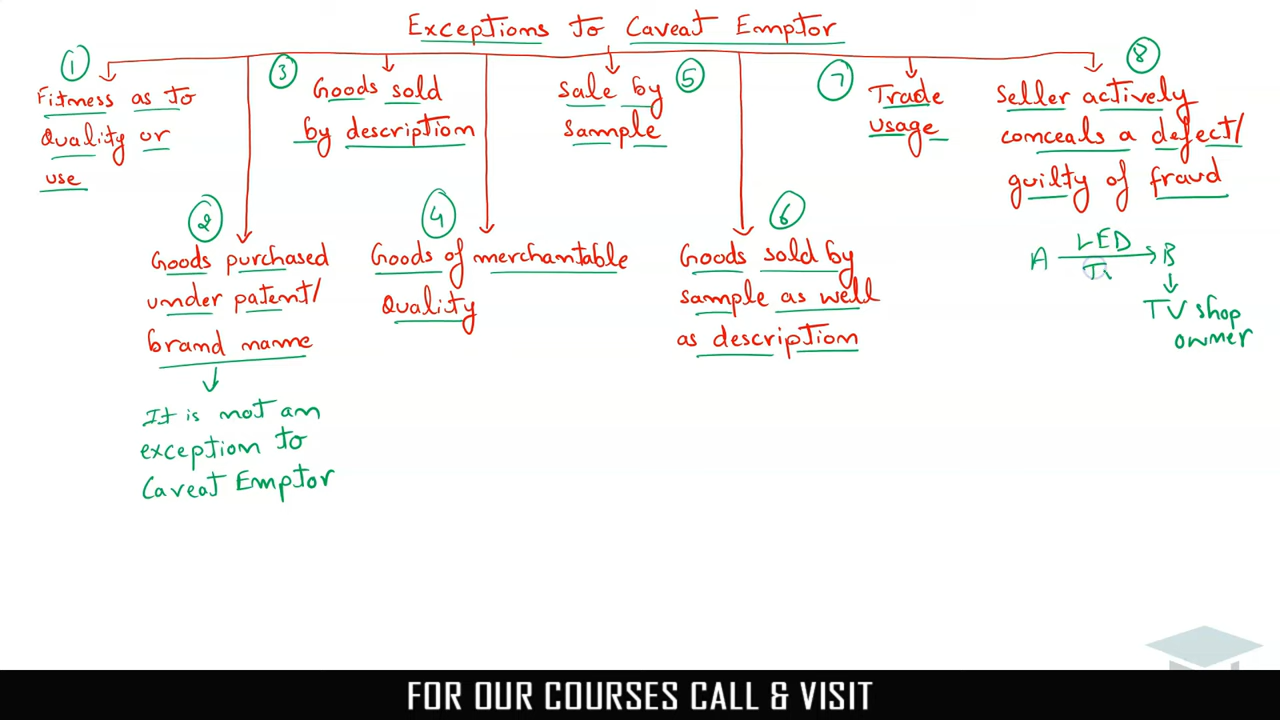 Exceptions to Caveat Emptor
1
Fitness as to
Quality or
use
2
Goods purchased
under patent/
brand name
It is not an
exception to
Caveat Emptor
3
Goods sold
by description
4
Goods of merchantable
Quality
5
Sale by
Sample
6
Goods sold by
sample as well
as description
7
Trade
usage
8
Seller actively
conceals a defect/
guilty of fraud
A LED B
TV shop
owner
FOR OUR COURSES CALL & VISIT